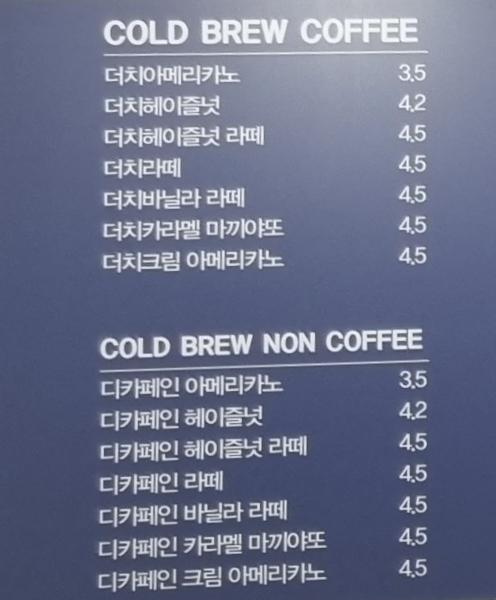 COLD BREW COFFEE
더치아메리카노 3.5
더치헤이즐넛 4.2
더치헤이즐넛 라떼 4.5
더치라떼 4.5
더치바닐라 라떼 4.5
더치카라멜 마끼야또 4.5
더치크림 아메리카노 4.5
COLD BREW NON COFFEE
디카페인 아메리카노 3.5
디카페인 헤이즐넛 4.2
디카페인 헤이즐넛 라떼 4.5
디카페인 라떼 4.5
디카페인 바닐라 라떼 4.5
디카페인 카라멜 마끼야또 4.5
디카페인 크림 아메리카노 4.5